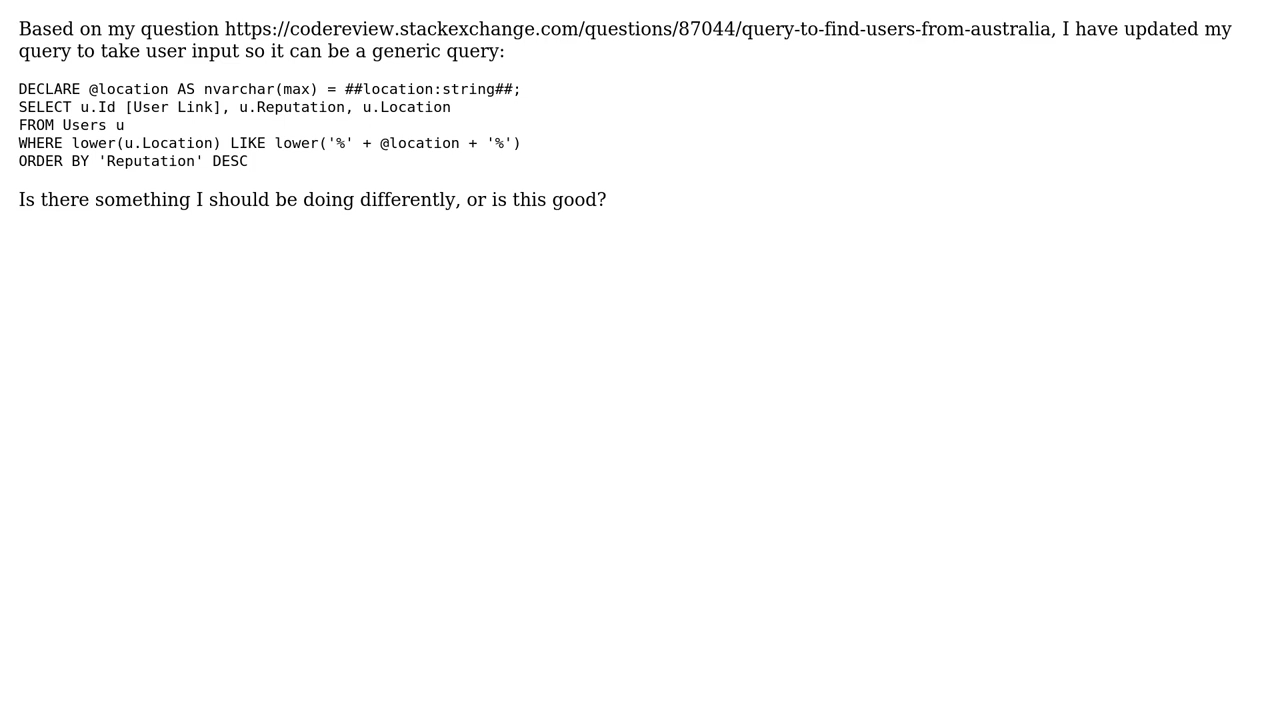 Based on my question https://codereview.stackexchange.com/questions/87044/query-to-find-users-from-australia, I have updated my
query to take user input so it can be a generic query:
DECLARE @location AS nvarchar(max) = ##location:string##;
SELECT u.Id [User Link], u.Reputation, u.Location
FROM Users u
WHERE lower(u.Location) LIKE lower('%' + @location + '%')
ORDER BY 'Reputation' DESC
Is there something I should be doing differently, or is this good?